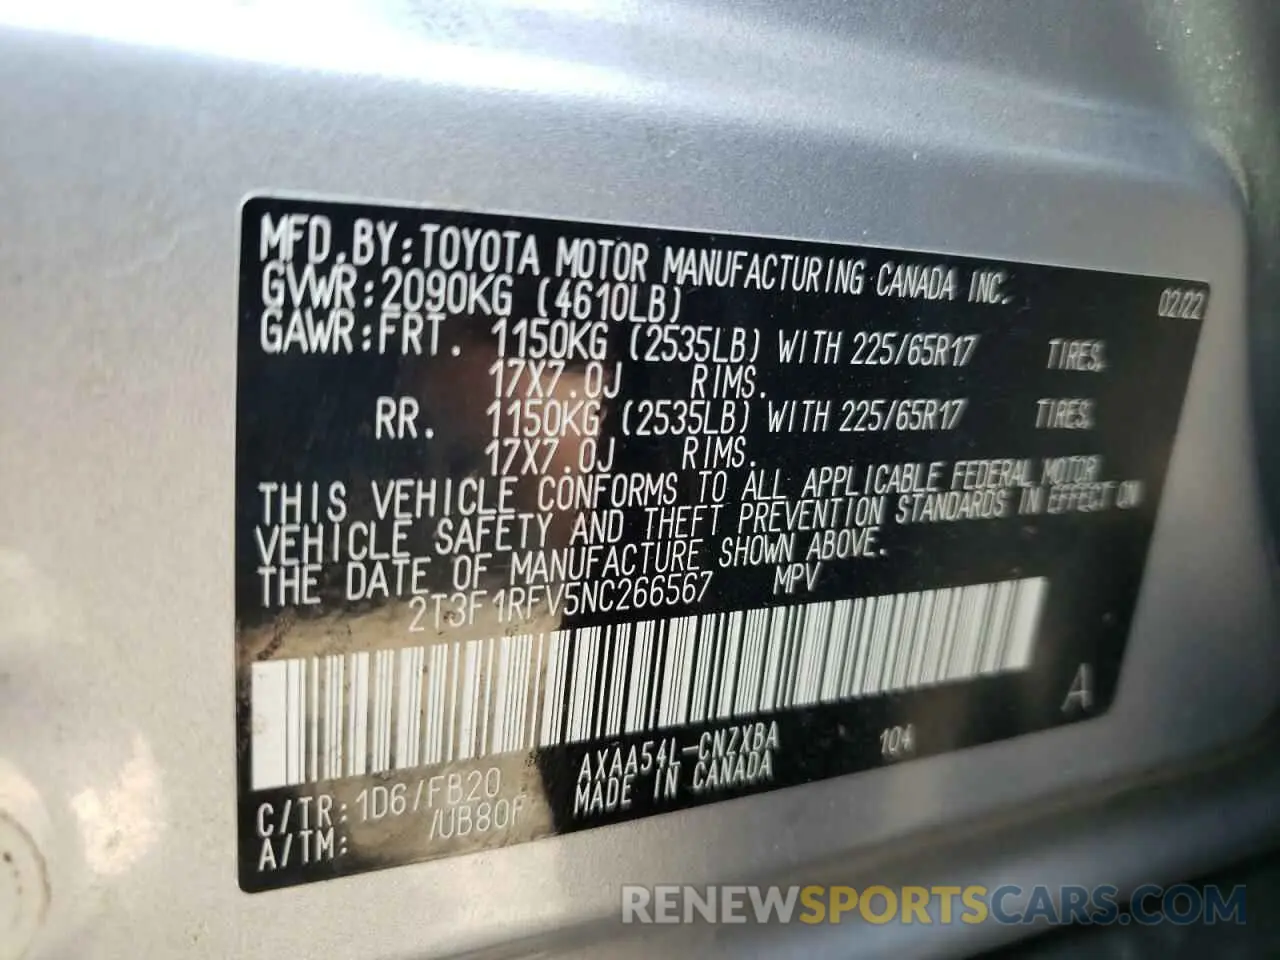 MFD.BY:TOYOTA MOTOR MANUFACTURING CANADA INC. 02/22
GVWR:2090KG (4610LB)
GAWR:FRT. 1150KG (2535LB) WITH 225/65R17 TIRES.
17X7.0J RIMS.
RR. 1150KG (2535LB) WITH 225/65R17 TIRES.
17X7.0J RIMS.
THIS VEHICLE CONFORMS TO ALL APPLICABLE FEDERAL MOTOR
VEHICLE SAFETY AND THEFT PREVENTION STANDARDS IN EFFECT ON
THE DATE OF MANUFACTURE SHOWN ABOVE.
2T3F1RFV5NC266567 MPV
A
C/TR:1D6/FB20 AXAA54L-CNZXBA 104
A/TM: /UB80F MADE IN CANADA
RENEWSPORTSCARS.COM